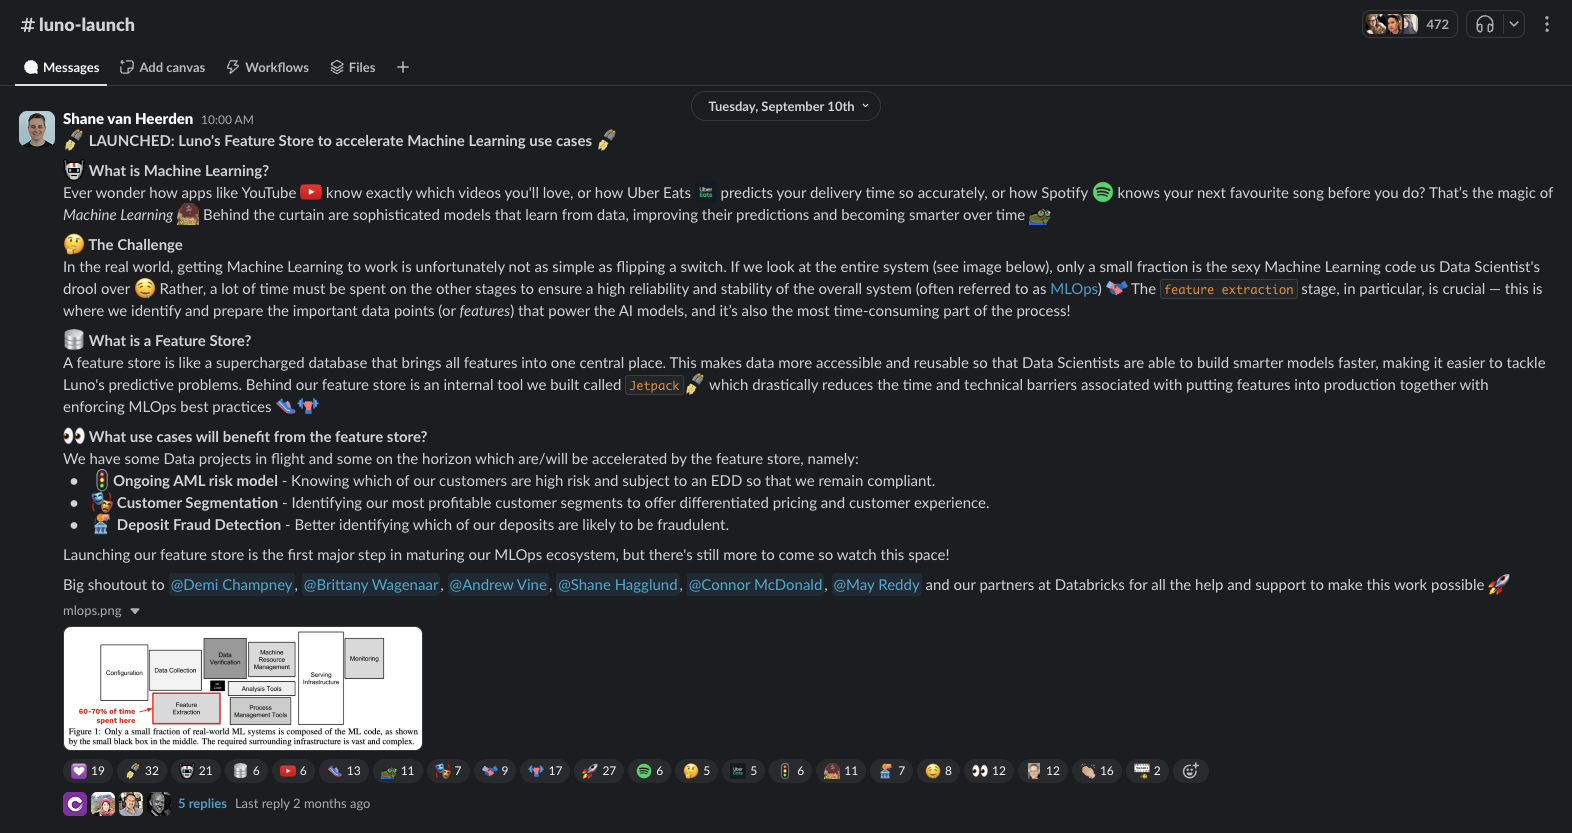 # luno-launch
472
Messages
Add canvas
Workflows
Files
Tuesday, September 10th
Shane van Heerden 10:00 AM
LAUNCHED: Luno's Feature Store to accelerate Machine Learning use cases
What is Machine Learning?
Ever wonder how apps like YouTube know exactly which videos you'll love, or how Uber Eats predicts your delivery time so accurately, or how Spotify knows your next favourite song before you do? That's the magic of
Machine Learning Behind the curtain are sophisticated models that learn from data, improving their predictions and becoming smarter over time
The Challenge
In the real world, getting Machine Learning to work is unfortunately not as simple as flipping a switch. If we look at the entire system (see image below), only a small fraction is the sexy Machine Learning code us Data Scientist's
drool over Rather, a lot of time must be spent on the other stages to ensure a high reliability and stability of the overall system (often referred to as MLOps) The feature extraction stage, in particular, is crucial — this is
where we identify and prepare the important data points (or features) that power the AI models, and it's also the most time-consuming part of the process!
What is a Feature Store?
A feature store is like a supercharged database that brings all features into one central place. This makes data more accessible and reusable so that Data Scientists are able to build smarter models faster, making it easier to tackle
Luno's predictive problems. Behind our feature store is an internal tool we built called Jetpack which drastically reduces the time and technical barriers associated with putting features into production together with
enforcing MLOps best practices
What use cases will benefit from the feature store?
We have some Data projects in flight and some on the horizon which are/will be accelerated by the feature store, namely:
• Ongoing AML risk model - Knowing which of our customers are high risk and subject to an EDD so that we remain compliant.
• Customer Segmentation - Identifying our most profitable customer segments to offer differentiated pricing and customer experience.
• Deposit Fraud Detection - Better identifying which of our deposits are likely to be fraudulent.
Launching our feature store is the first major step in maturing our MLOps ecosystem, but there's still more to come so watch this space!
Big shoutout to @Demi Champney, @Brittany Wagenaar, @Andrew Vine, @Shane Hagglund, @Connor McDonald, @May Reddy and our partners at Databricks for all the help and support to make this work possible
mlops.png
Configuration
Data Collection
Data
Verification
Machine
Resource
Management
Serving
Infrastructure
Monitoring
Analysis Tools
Feature
Extraction
Process
Management Tools
60-70% of time
spent here
Figure 1: Only a small fraction of real-world ML systems is composed of the ML code, as shown
by the small black box in the middle. The required surrounding infrastructure is vast and complex.
19 32 21 6 6 13 11 7 9 17 27 6 5 5 6 11 7 8 12 12 16 2
5 replies Last reply 2 months ago